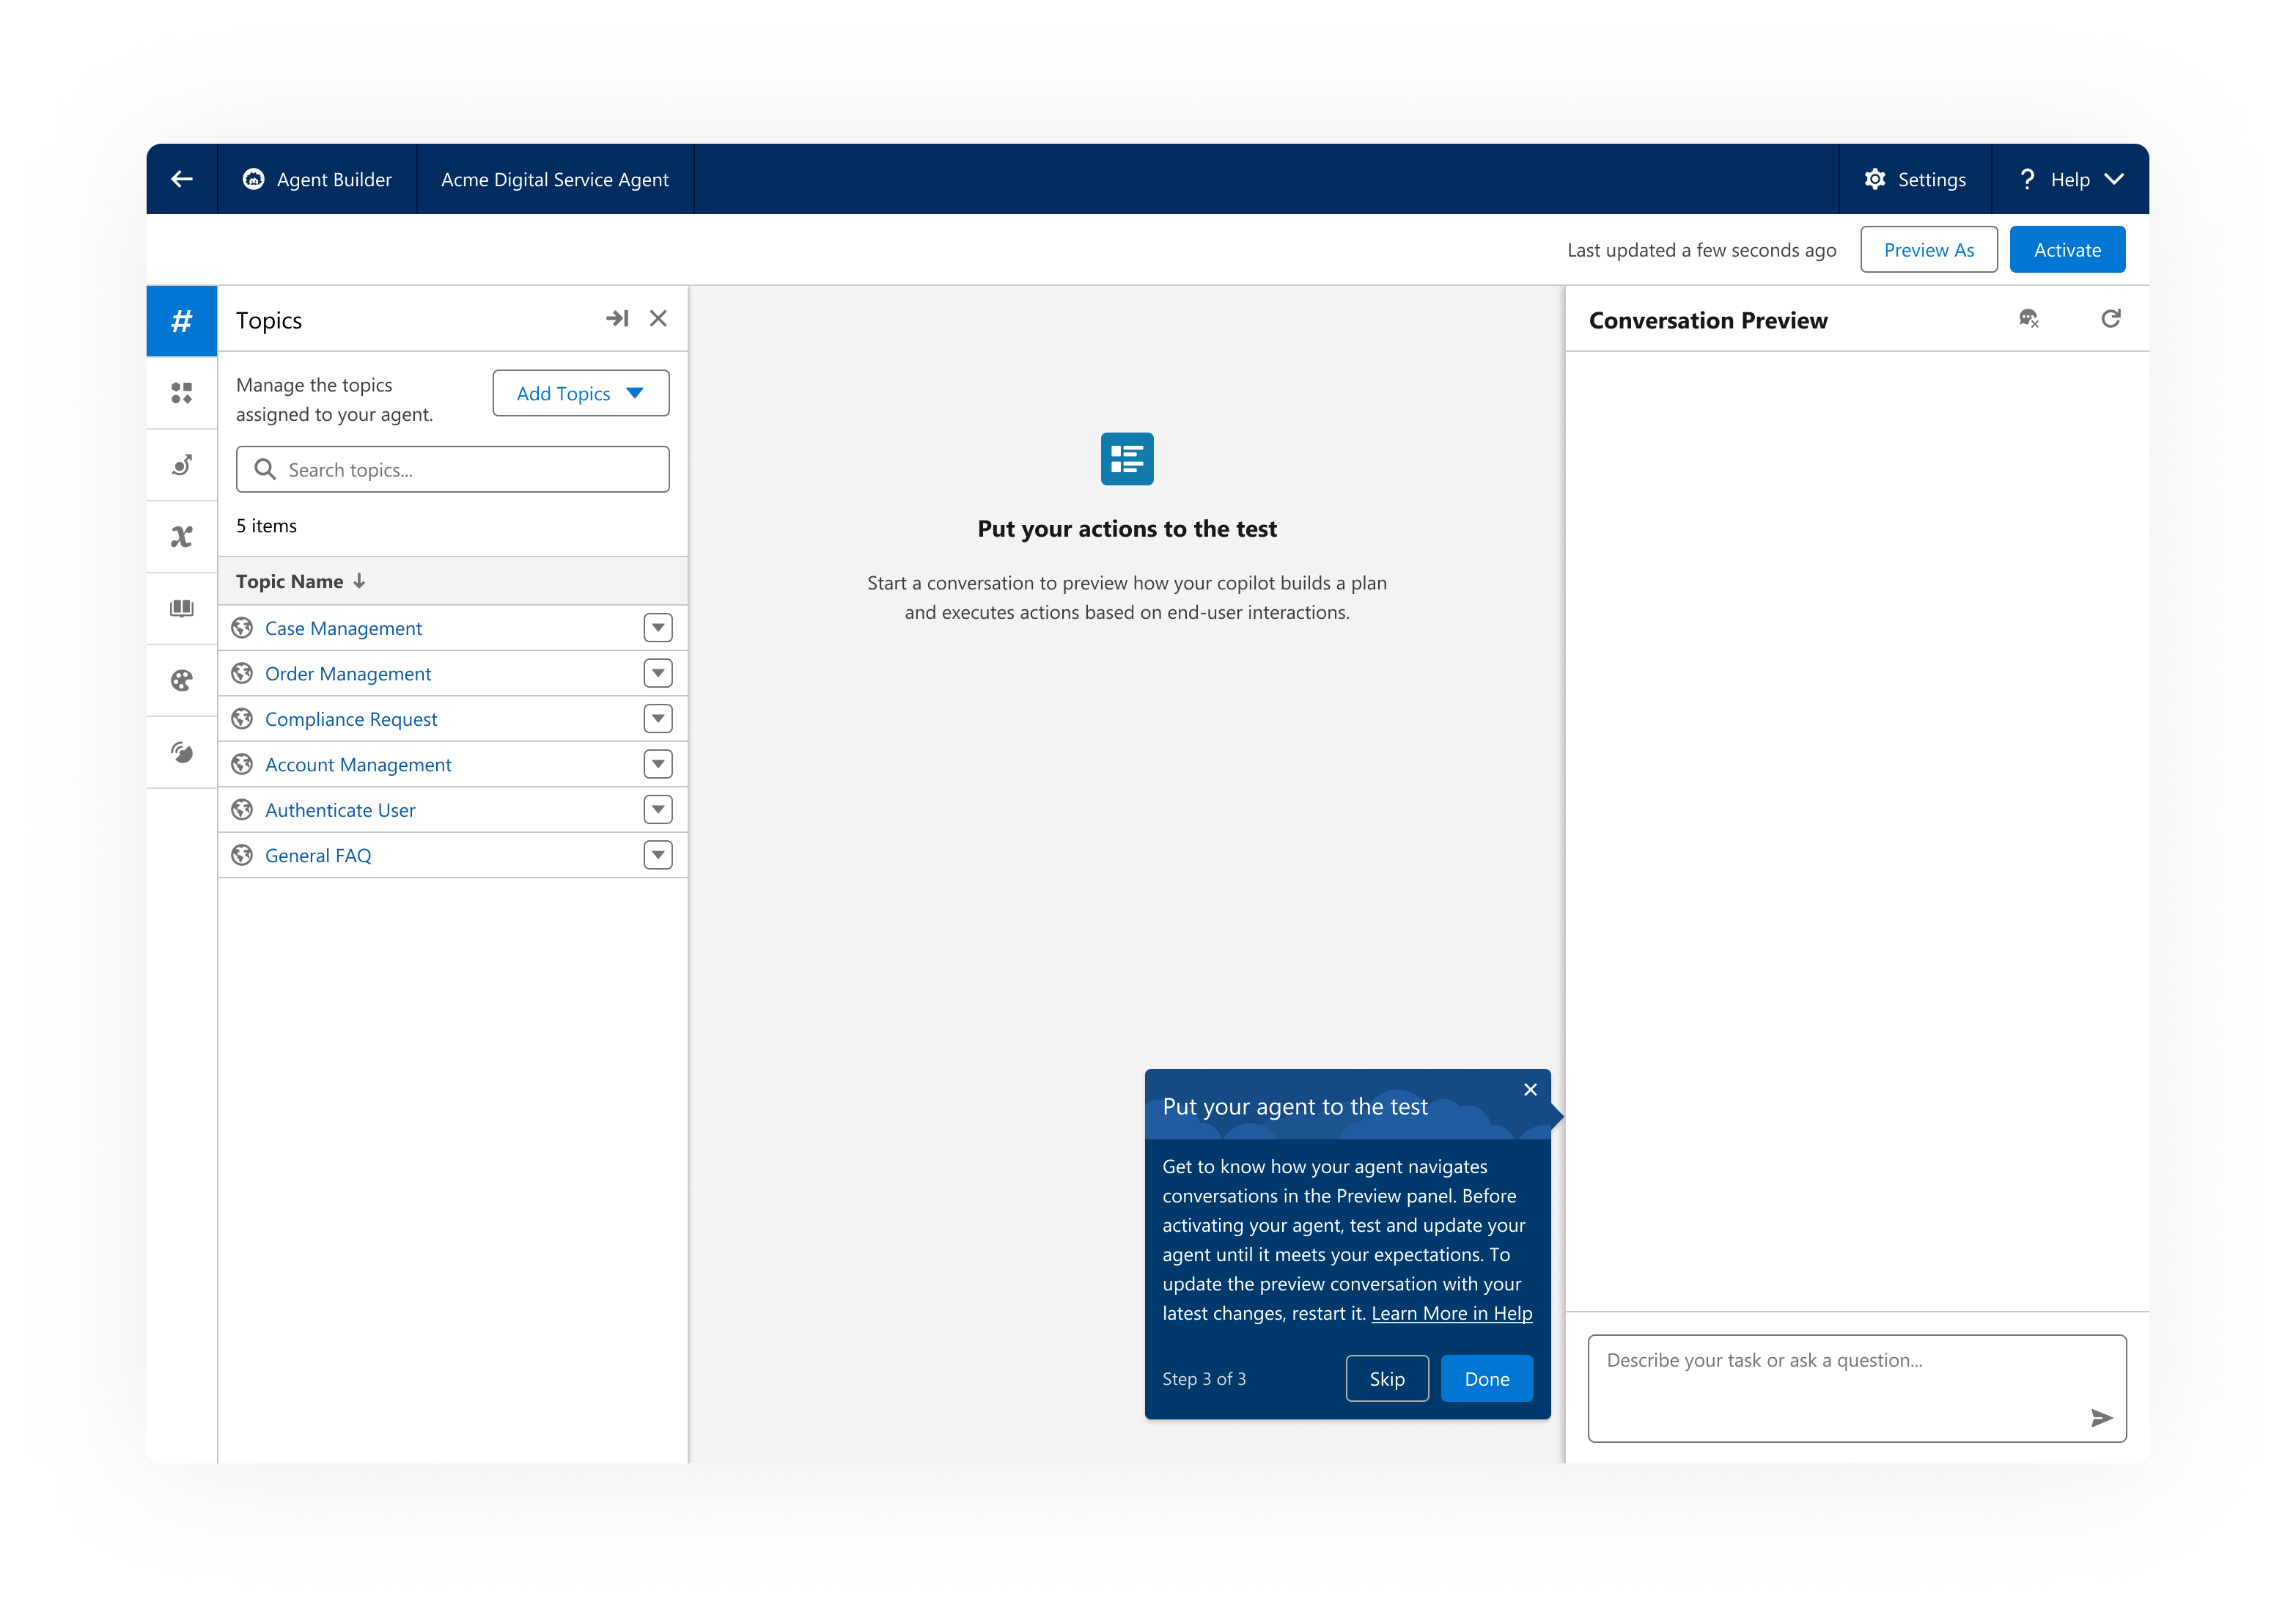 Agent Builder
Acme Digital Service Agent
Settings
? Help
Last updated a few seconds ago
Preview As
Activate
#
Topics
Manage the topics
assigned to your agent.
Add Topics
Search topics...
5 items
Topic Name
Case Management
Order Management
Compliance Request
Account Management
Authenticate User
General FAQ
Put your actions to the test
Start a conversation to preview how your copilot builds a plan
and executes actions based on end-user interactions.
Put your agent to the test
Get to know how your agent navigates
conversations in the Preview panel. Before
activating your agent, test and update your
agent until it meets your expectations. To
update the preview conversation with your
latest changes, restart it. Learn More in Help
Step 3 of 3
Skip
Done
Conversation Preview
Describe your task or ask a question...